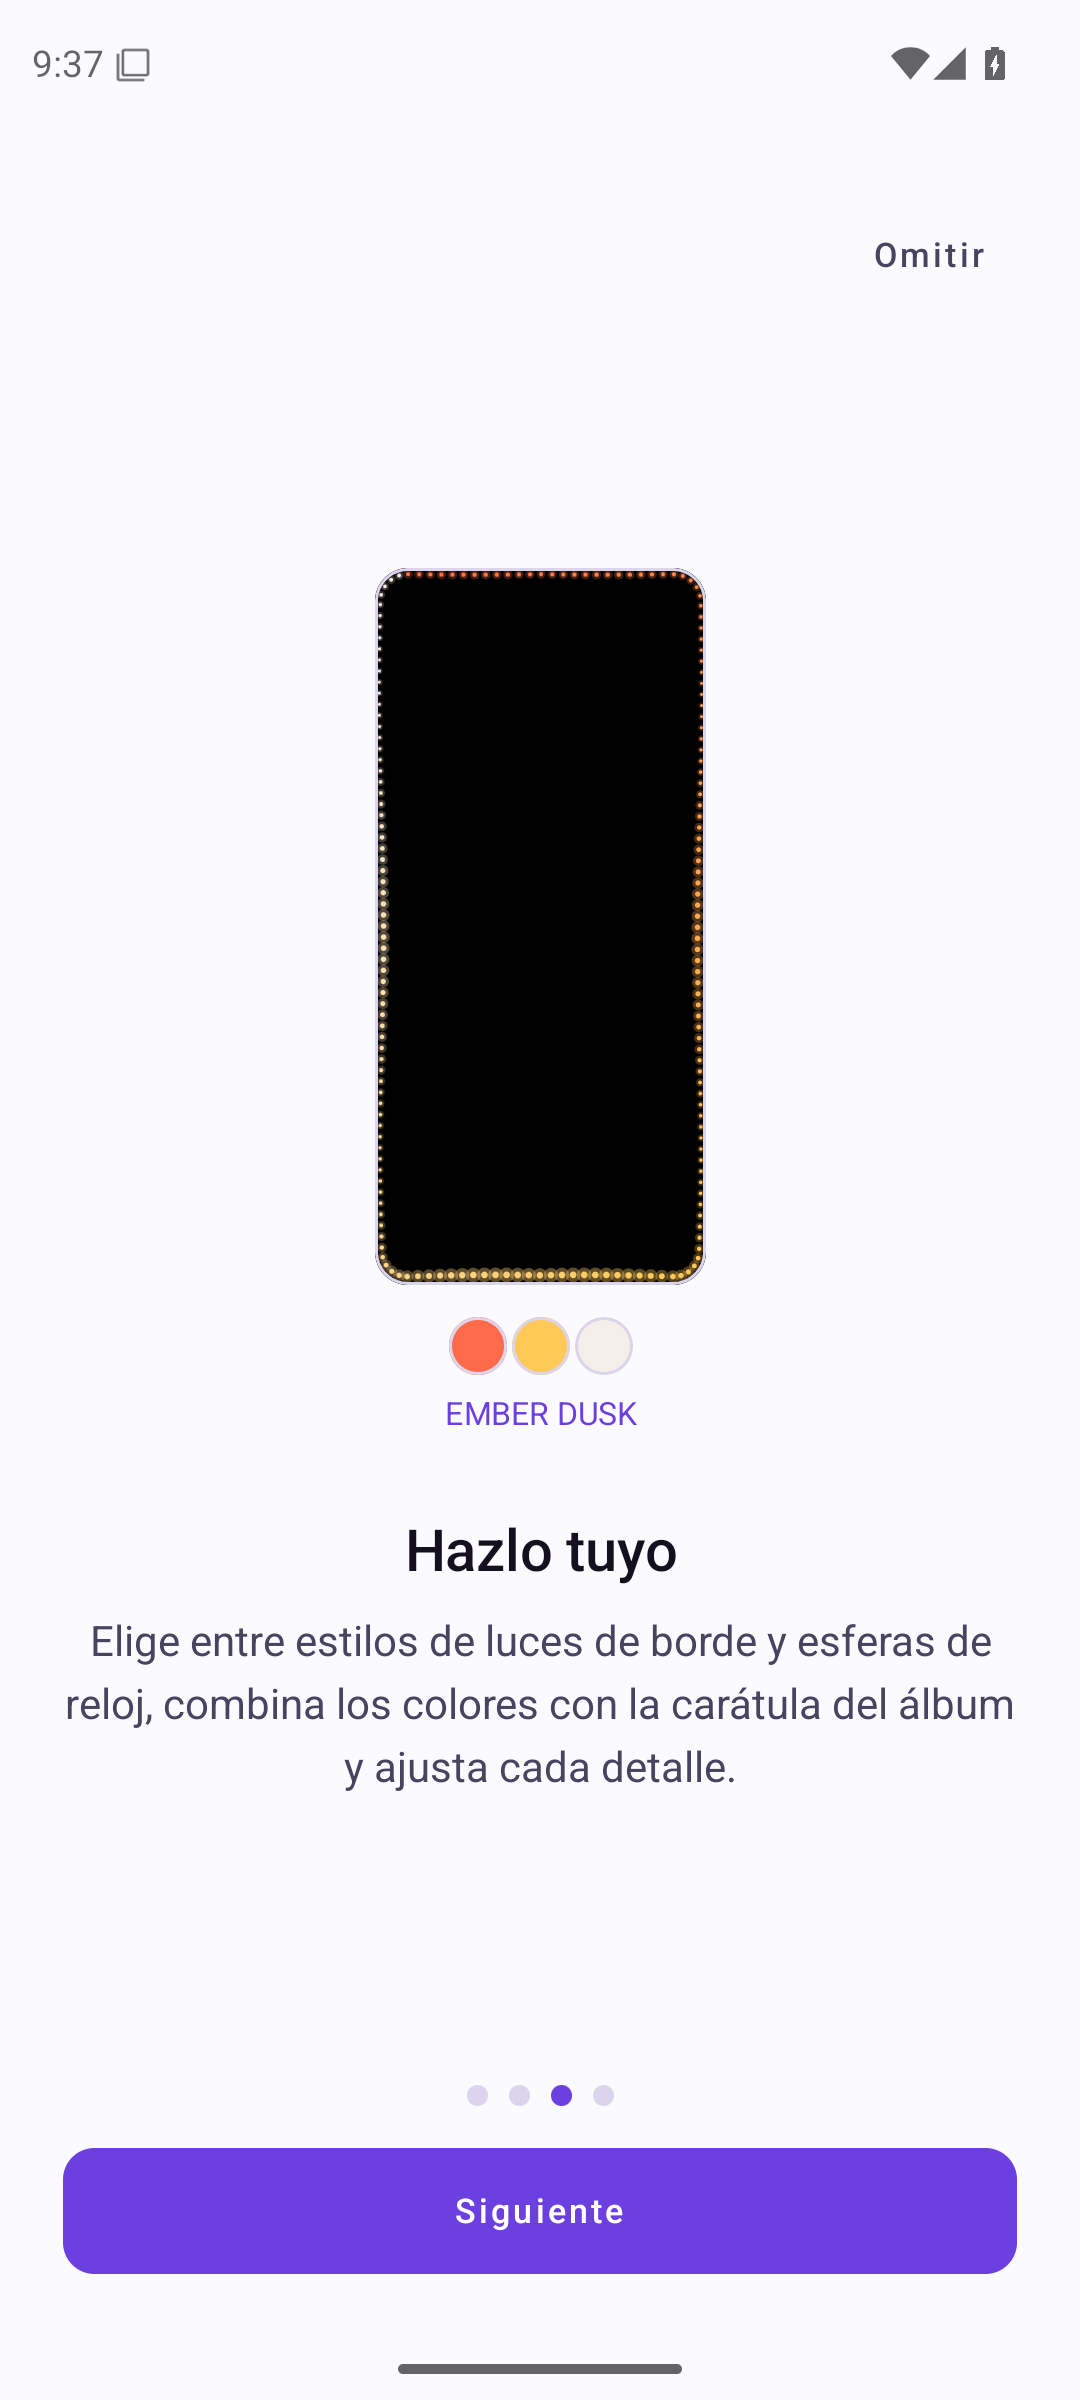 9:37
Omitir
EMBER DUSK
Hazlo tuyo
Elige entre estilos de luces de borde y esferas de
reloj, combina los colores con la carátula del álbum
y ajusta cada detalle.
Siguiente